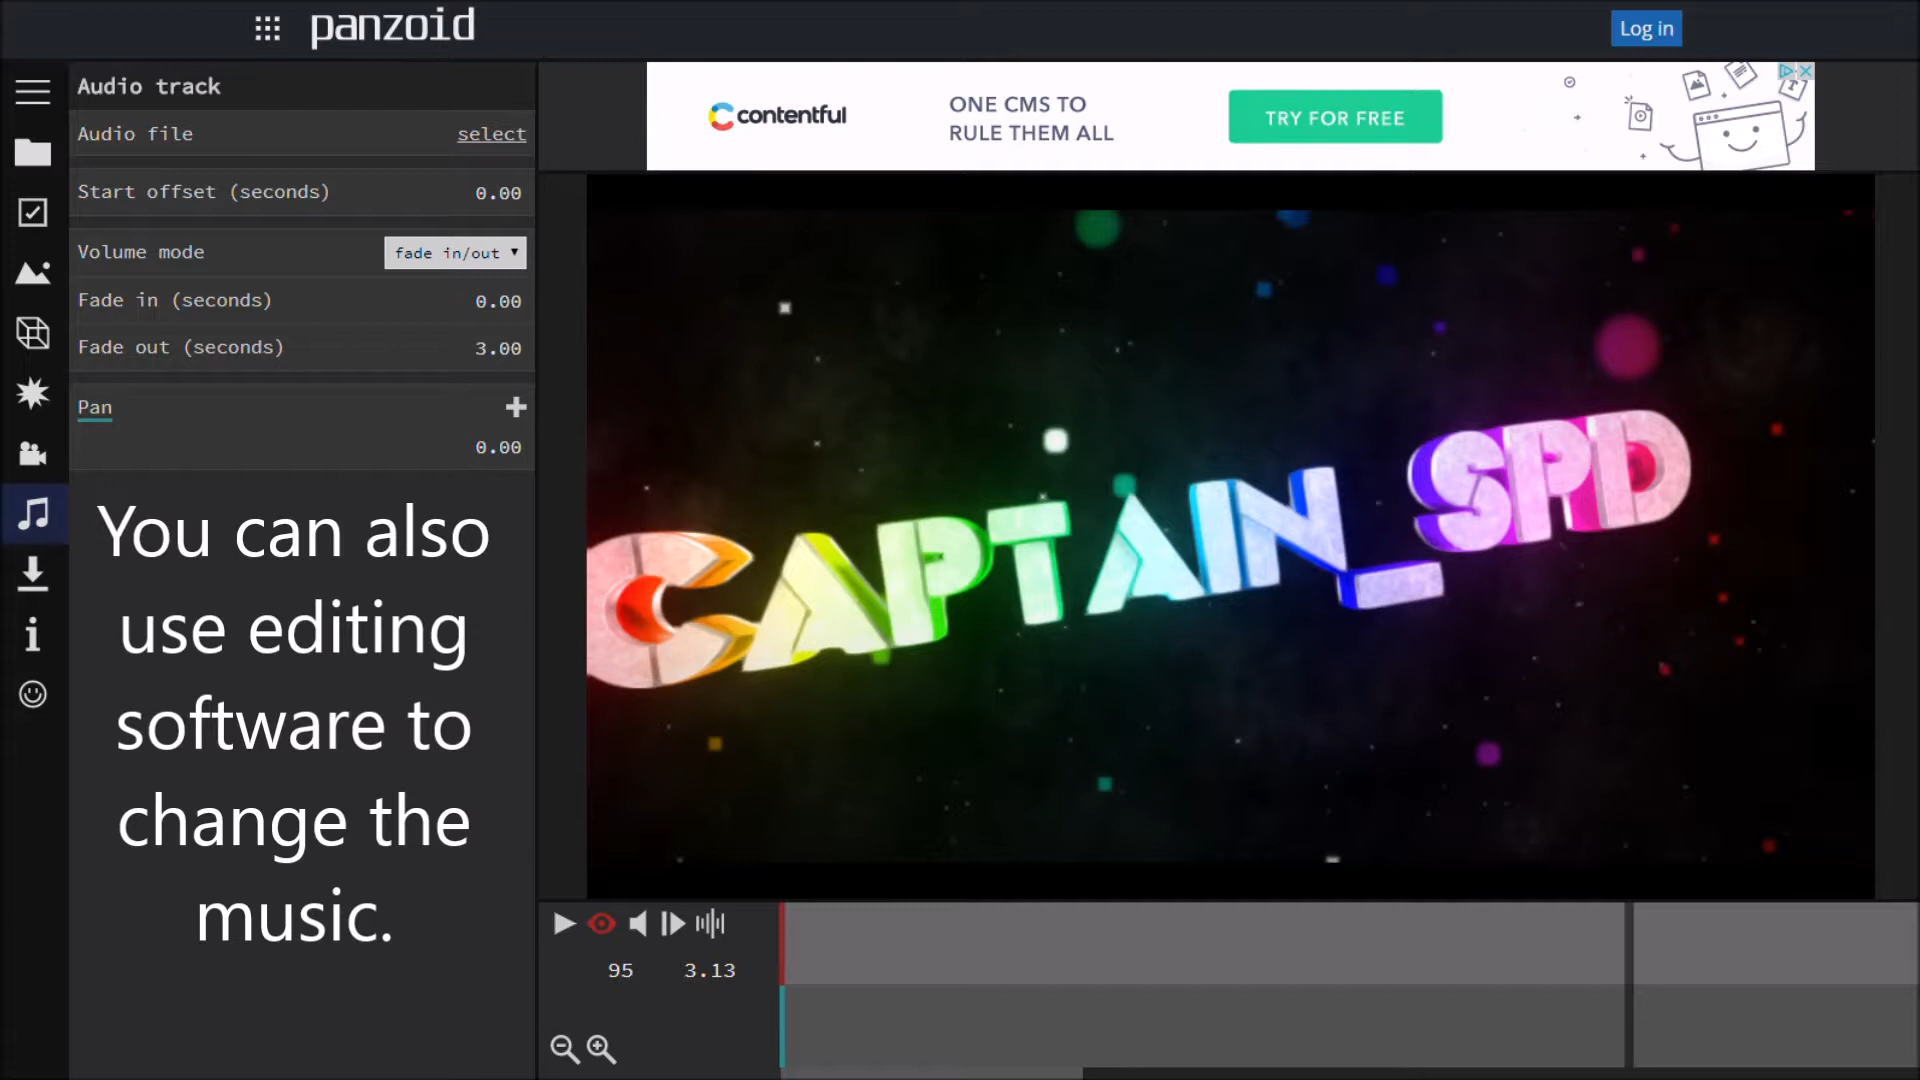 panzoid
Log in
Audio track
Audio file select
Start offset (seconds) 0.00
Volume mode fade in/out
Fade in (seconds) 0.00
Fade out (seconds) 3.00
Pan
0.00
You can also
use editing
software to
change the
music.
contentful
ONE CMS TO
RULE THEM ALL
TRY FOR FREE
CAPTAIN_SPD
95 3.13